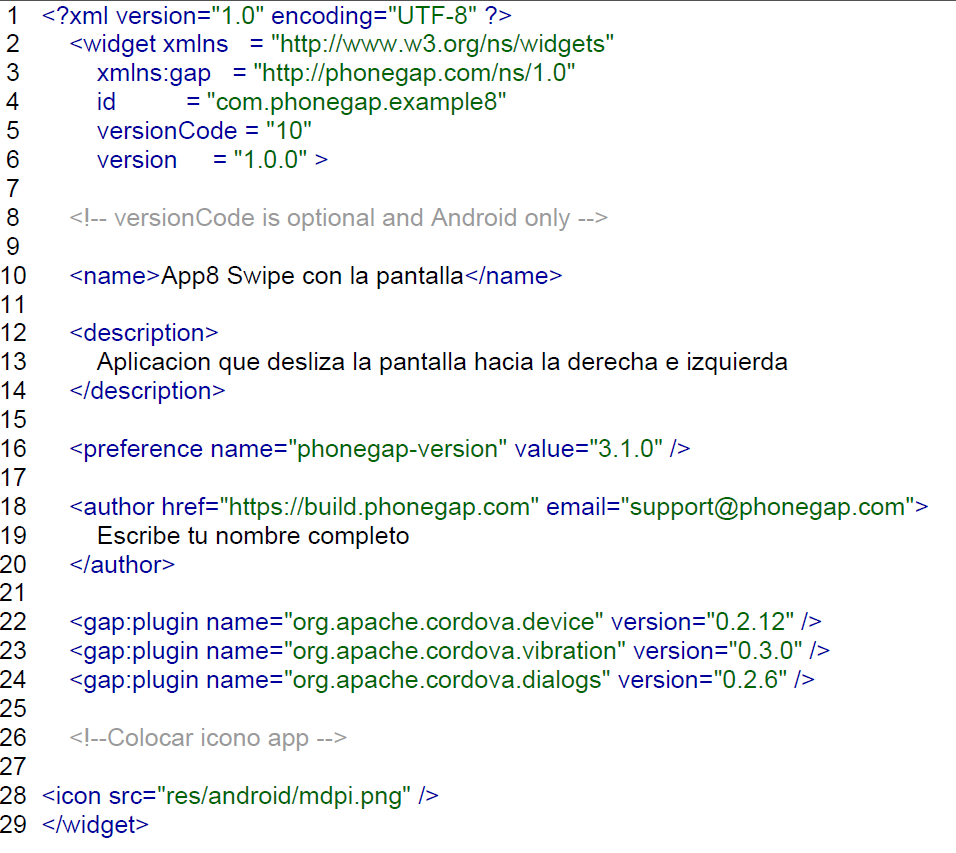 1 <?xml version="1.0" encoding="UTF-8" ?>
2 <widget xmlns = "http://www.w3.org/ns/widgets"
3 xmlns:gap = "http://phonegap.com/ns/1.0"
4 id = "com.phonegap.example8"
5 versionCode = "10"
6 version = "1.0.0" >
7
8 <!-- versionCode is optional and Android only -->
9
10 <name>App8 Swipe con la pantalla</name>
11
12 <description>
13 Aplicacion que desliza la pantalla hacia la derecha e izquierda
14 </description>
15
16 <preference name="phonegap-version" value="3.1.0" />
17
18 <author href="https://build.phonegap.com" email="support@phonegap.com">
19 Escribe tu nombre completo
20 </author>
21
22 <gap:plugin name="org.apache.cordova.device" version="0.2.12" />
23 <gap:plugin name="org.apache.cordova.vibration" version="0.3.0" />
24 <gap:plugin name="org.apache.cordova.dialogs" version="0.2.6" />
25
26 <!--Colocar icono app -->
27
28 <icon src="res/android/mdpi.png" />
29 </widget>